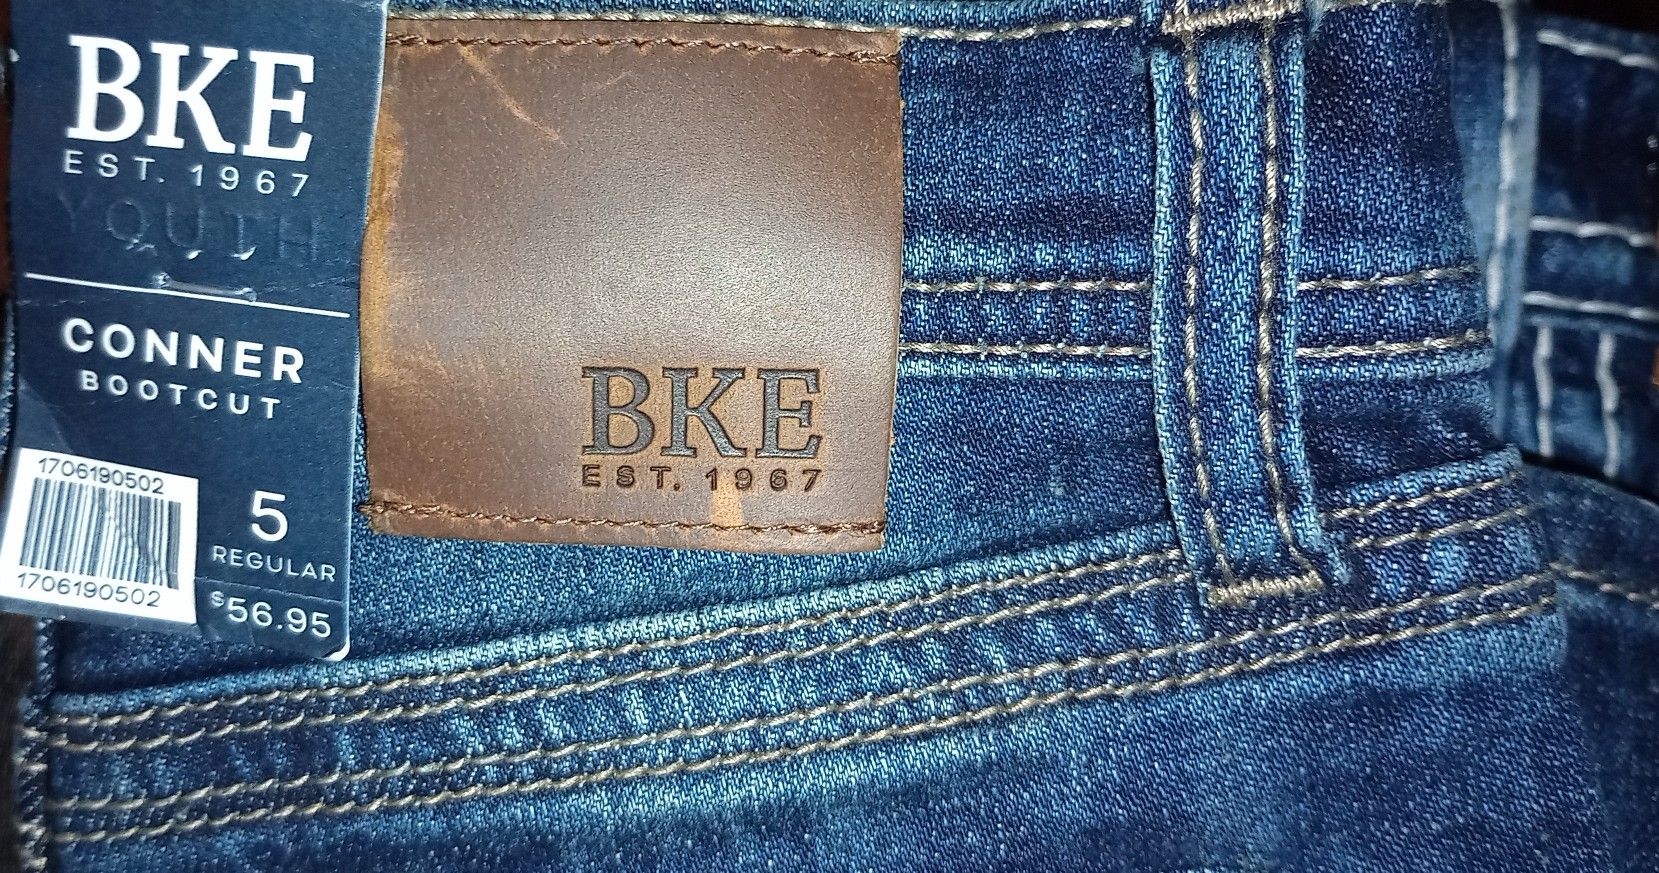 BKE
EST. 1967
YOUTH
CONNER
BOOTCUT
1706190502
1706190502
5
REGULAR
$56.95
BKE
EST. 1967